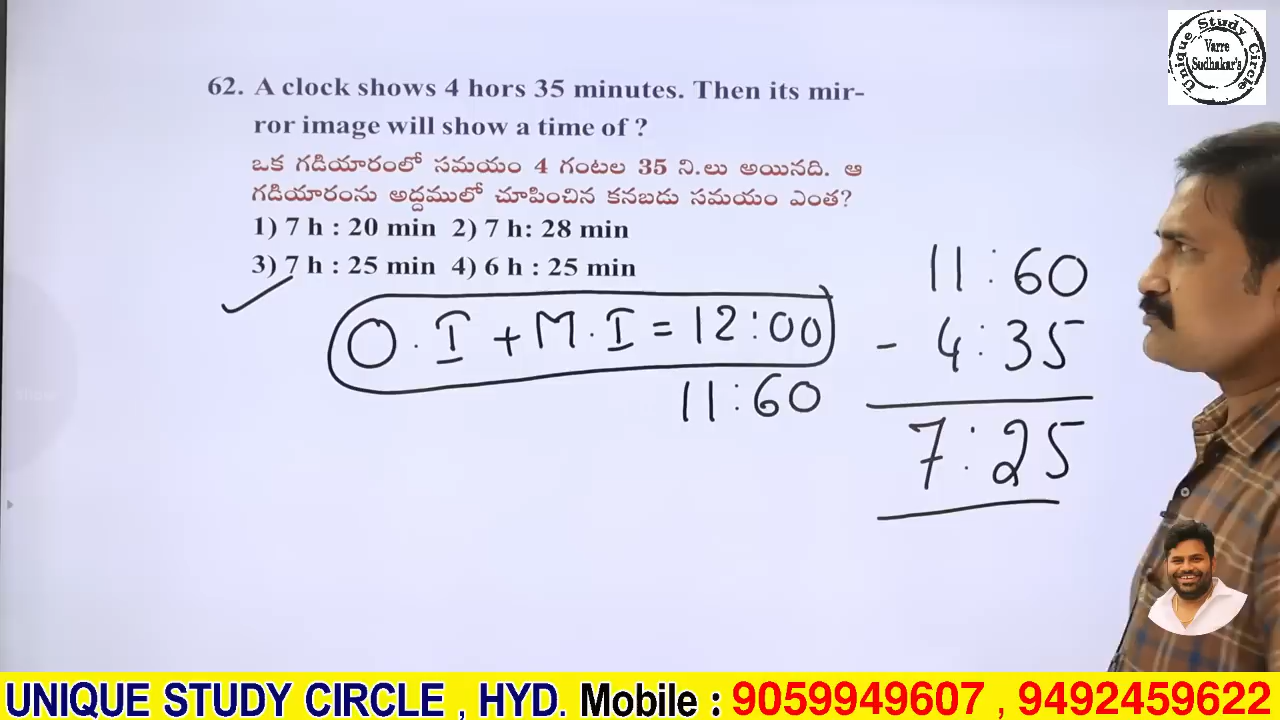 62. A clock shows 4 hors 35 minutes. Then its mir-
ror image will show a time of ?
ఒక గడియారంలో సమయం 4 గంటల 35 ని.లు అయినది. ఆ
గడియారంను అద్దములో చూపించిన కనబడు సమయం ఎంత?
1) 7 h : 20 min 2) 7 h: 28 min
3) 7 h : 25 min 4) 6 h : 25 min
O.I + M.I = 12:00
11:60
11:60
- 4:35
7:25
Unique Study Circle
Varre
Sudhakar's
UNIQUE STUDY CIRCLE , HYD. Mobile : 9059949607 , 9492459622